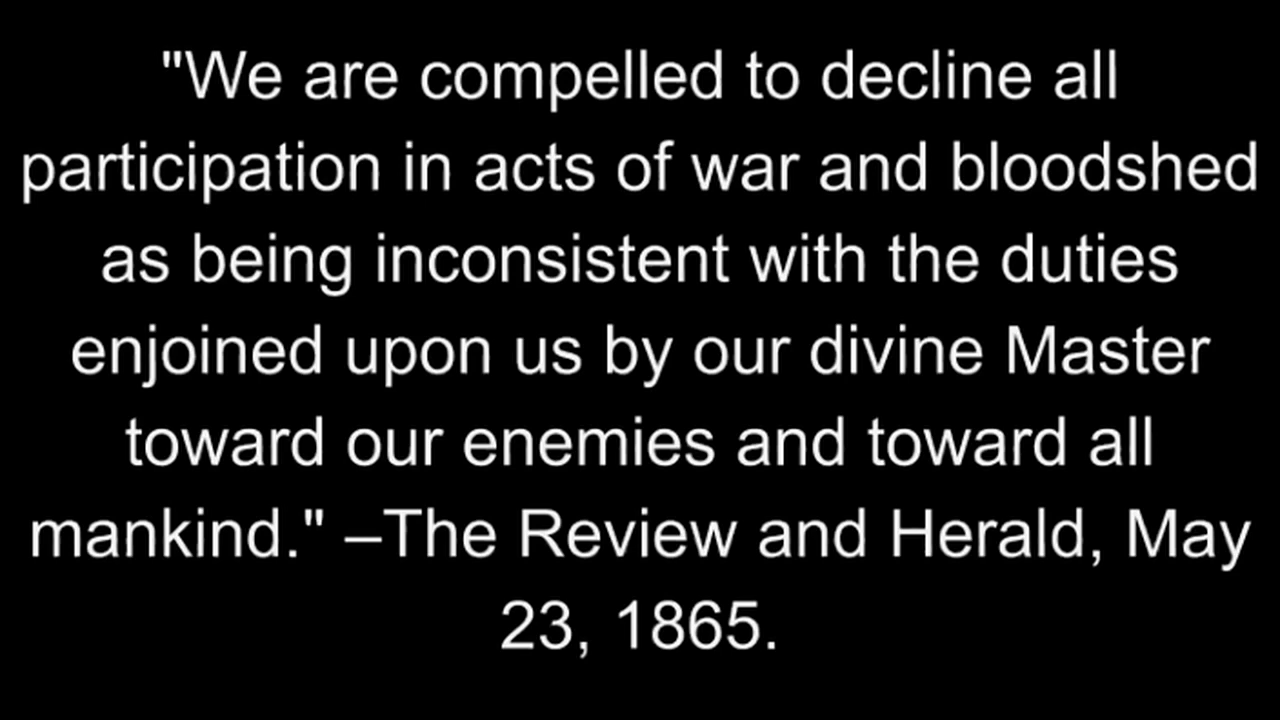 "We are compelled to decline all
participation in acts of war and bloodshed
as being inconsistent with the duties
enjoined upon us by our divine Master
toward our enemies and toward all
mankind." –The Review and Herald, May
23, 1865.